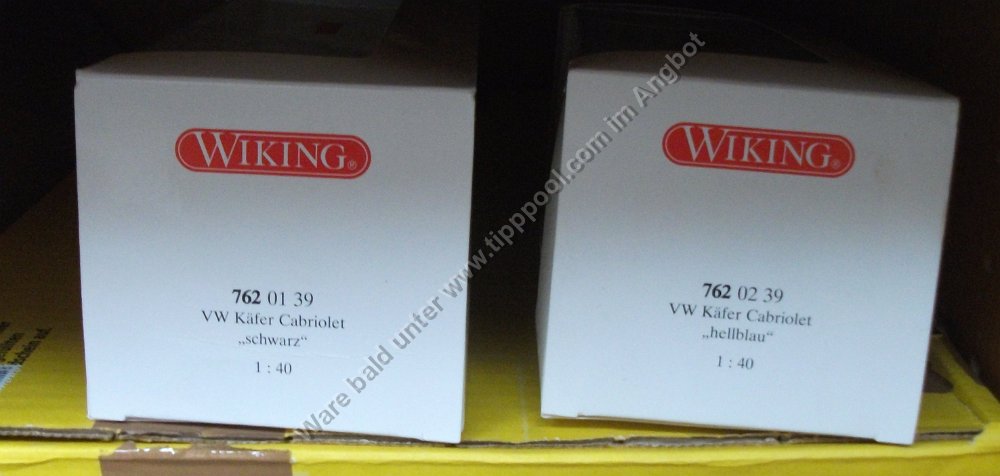 WIKING®
762 01 39
VW Käfer Cabriolet
„schwarz“
1 : 40
WIKING®
762 02 39
VW Käfer Cabriolet
„hellblau“
1 : 40
Ware bald unter www.tipppool.com im Angbot